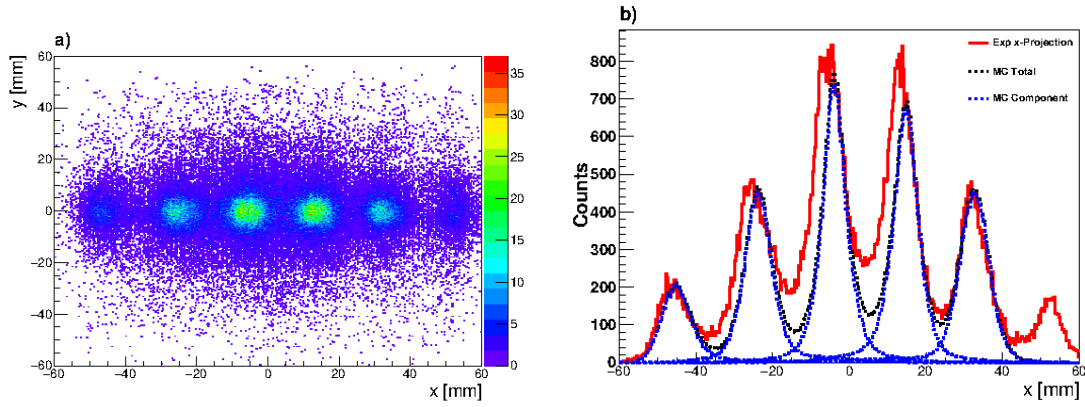 a)
y [mm]
60
40
20
0
−20
−40
−60
−60 −40 −20 0 20 40 60
x [mm]
35
30
25
20
15
10
5
0
b)
Counts
800
700
600
500
400
300
200
100
0
−60 −40 −20 0 20 40 60
x [mm]
Exp x-Projection
MC Total
MC Component